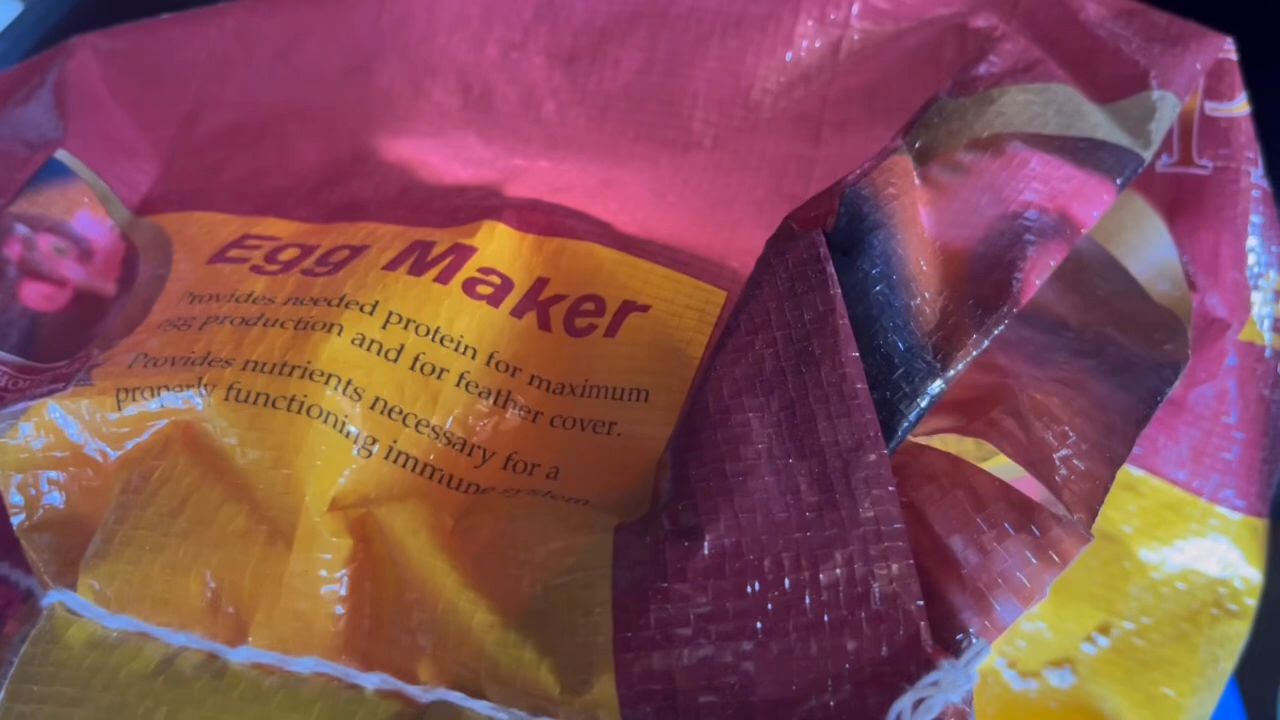 Egg Maker
Provides needed protein for maximum
egg production and for feather cover.
Provides nutrients necessary for a
properly functioning immune system.